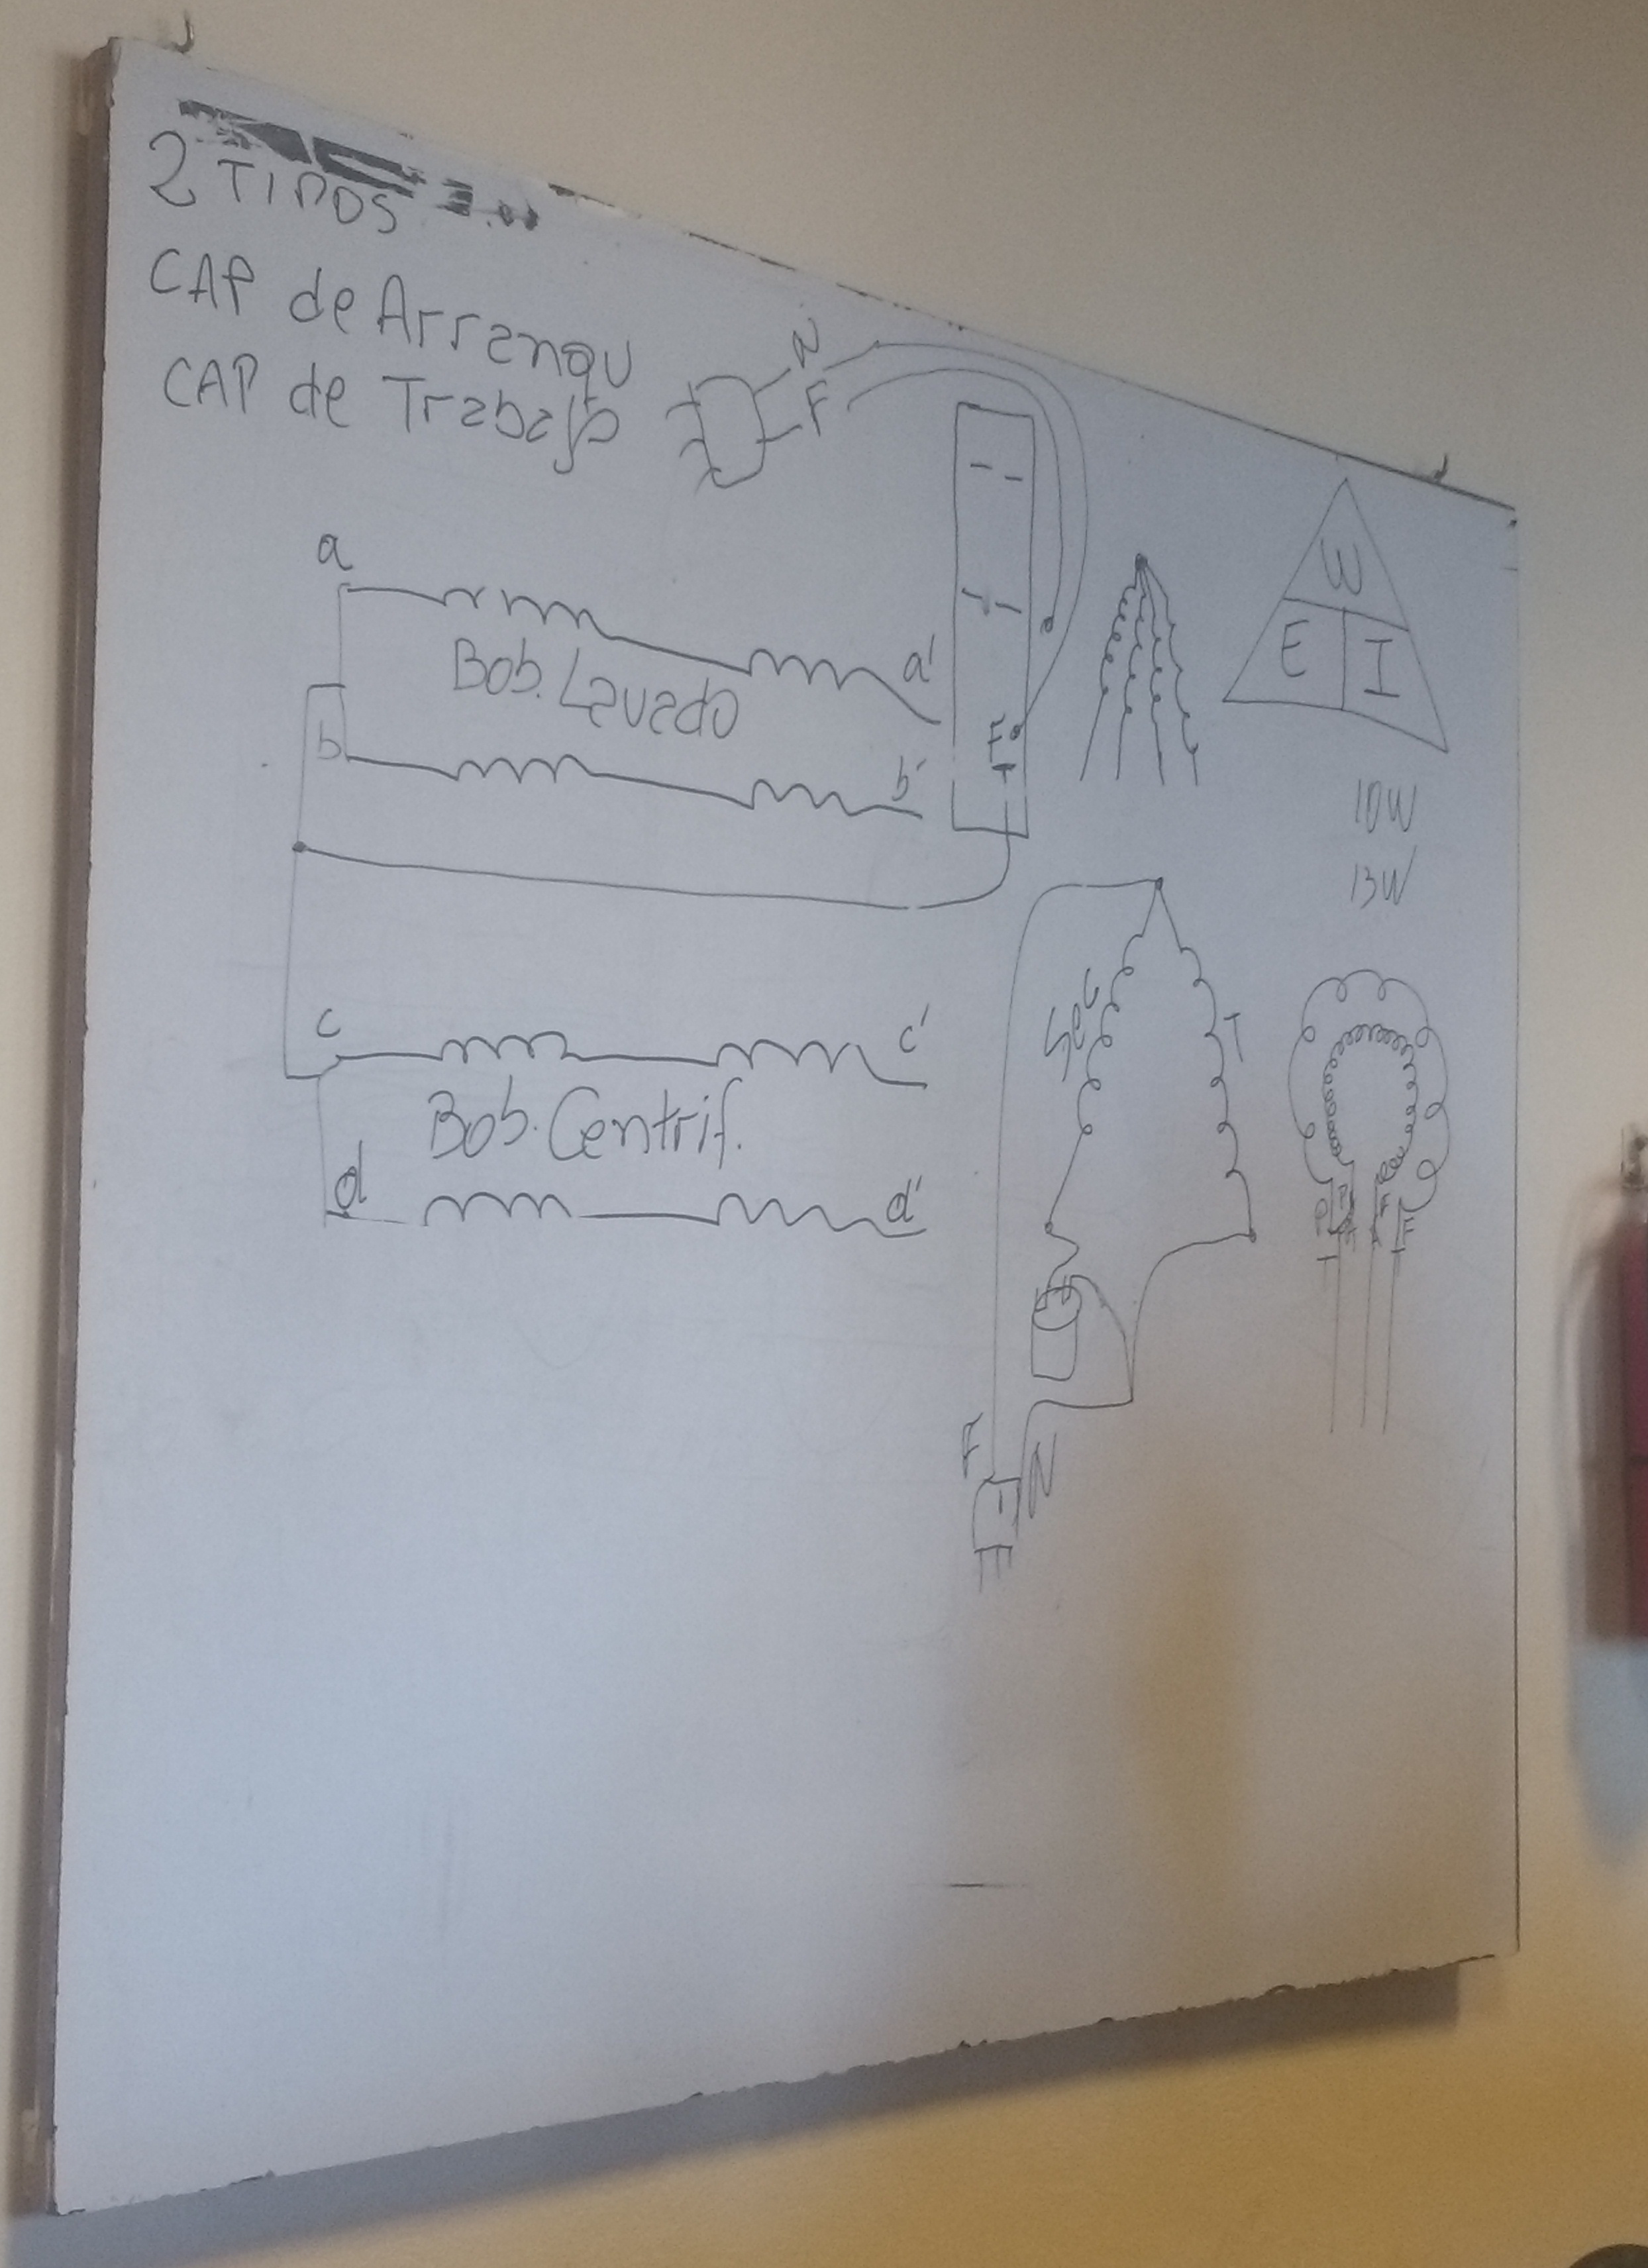 2 TIPOS
CAP de Arranqu
CAP de Trabajo
N
F
a
a'
Bob. Lavado
b
b'
F
T
W
E I
10W
13W
c
c'
Bob. Centrif.
d
d'
Sec
T
F
N